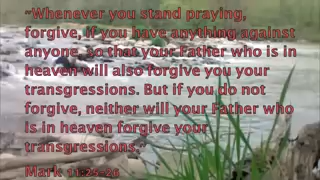 ~Whenever you stand praying,
forgive, if you have anything against
anyone, so that your Father who is in
heaven will also forgive you your
transgressions. But if you do not
forgive, neither will your Father who
is in heaven forgive your
transgressions.~
Mark 11:25-26